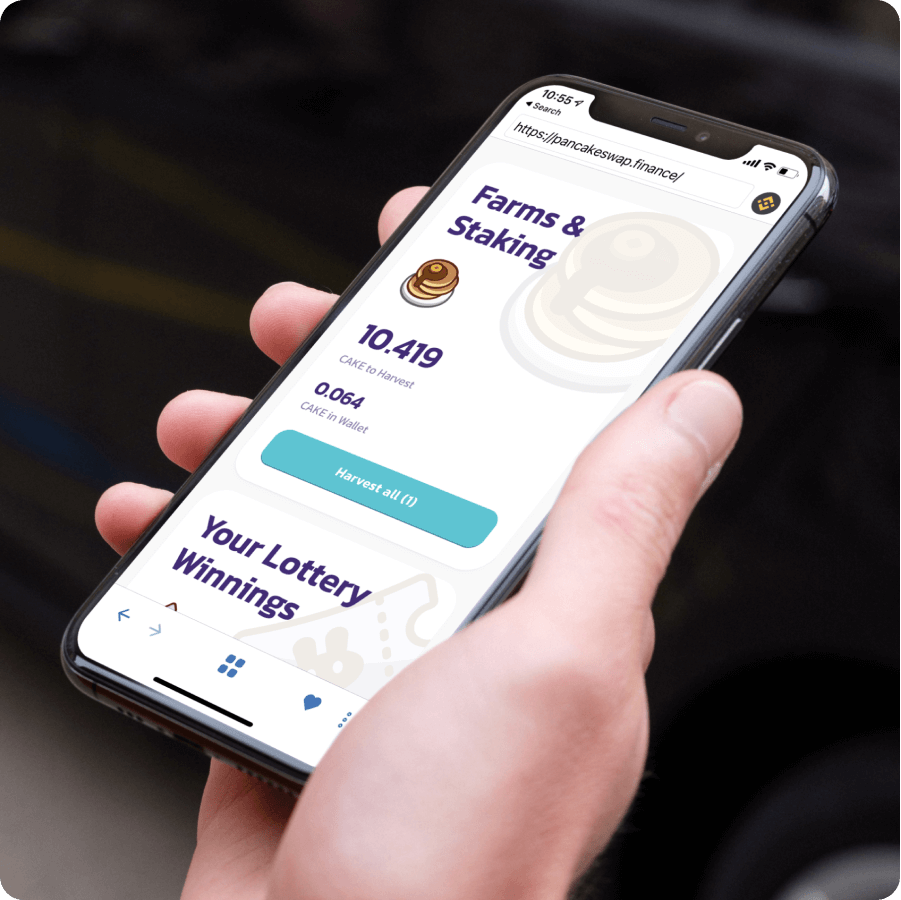 10:55
◀ Search
https://pancakeswap.finance/
Farms &
Staking
10.419
CAKE to Harvest
0.064
CAKE in Wallet
Harvest all (1)
Your Lottery
Winnings